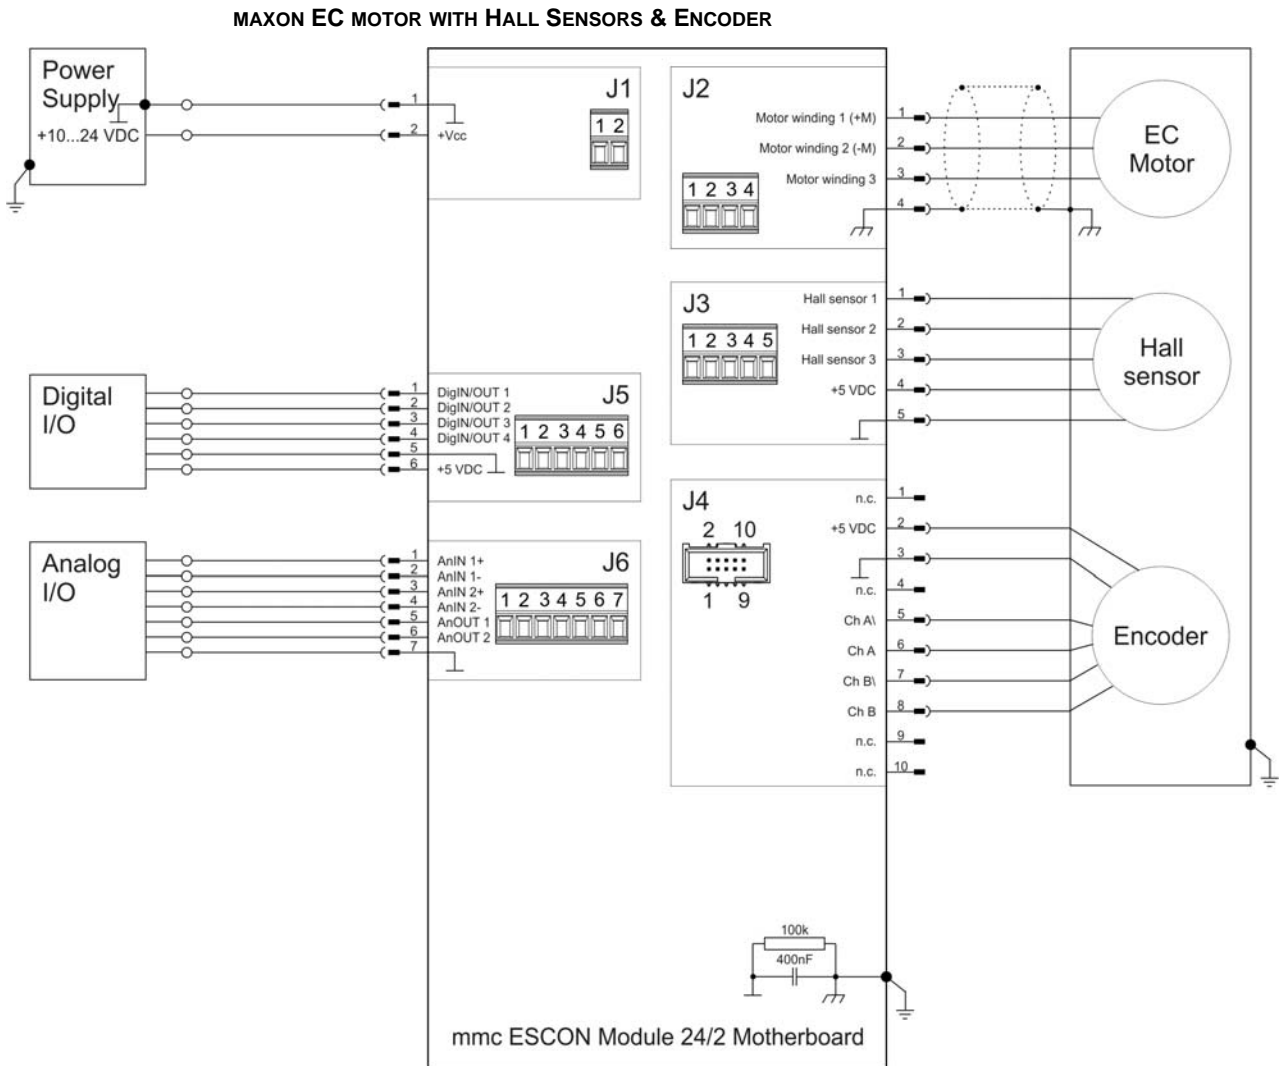 MAXON EC MOTOR WITH HALL SENSORS & ENCODER
Power
Supply
+10...24 VDC
1
2
+Vcc
J1
1 2
J2
Motor winding 1 (+M)
Motor winding 2 (-M)
Motor winding 3
1 2 3 4
1
2
3
4
EC
Motor
J3
Hall sensor 1
Hall sensor 2
Hall sensor 3
+5 VDC
1 2 3 4 5
1
2
3
4
5
Hall
sensor
Digital
I/O
1
2
3
4
5
6
DigIN/OUT 1
DigIN/OUT 2
DigIN/OUT 3
DigIN/OUT 4
+5 VDC
J5
1 2 3 4 5 6
Analog
I/O
1
2
3
4
5
6
7
AnIN 1+
AnIN 1-
AnIN 2+
AnIN 2-
AnOUT 1
AnOUT 2
J6
1 2 3 4 5 6 7
J4
2 10
1 9
n.c.
+5 VDC
n.c.
Ch A\
Ch A
Ch B\
Ch B
n.c.
n.c.
1
2
3
4
5
6
7
8
9
10
Encoder
100k
400nF
mmc ESCON Module 24/2 Motherboard